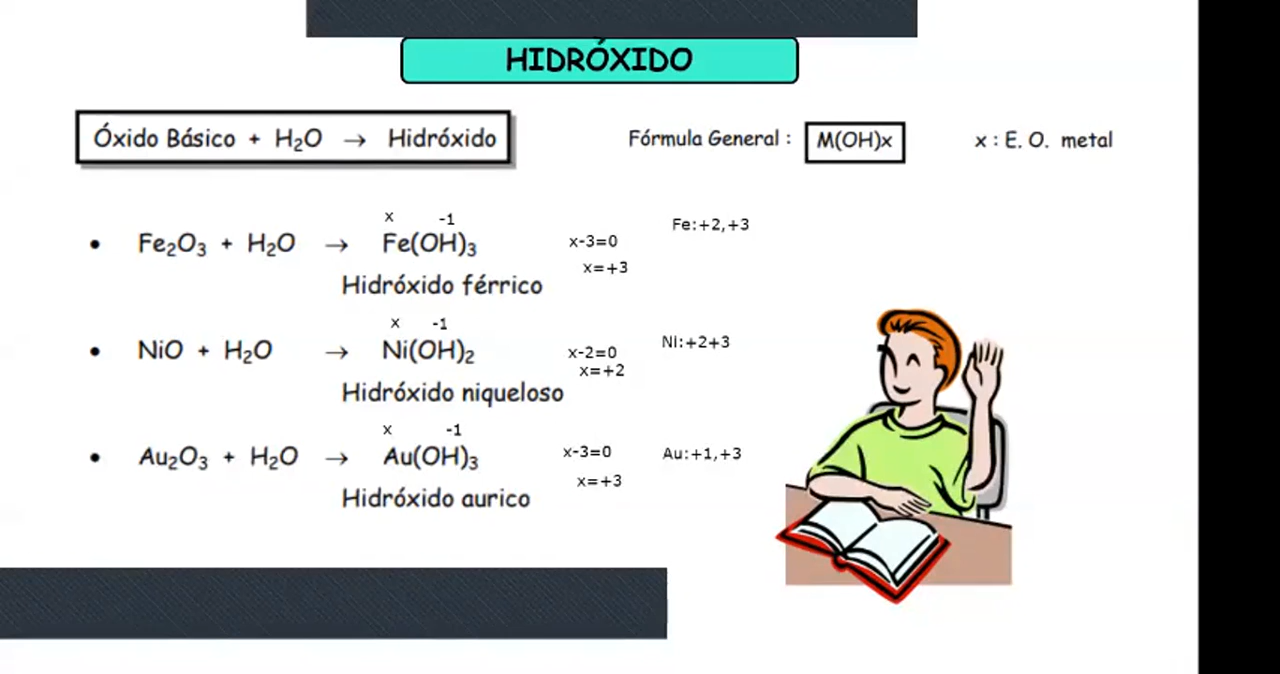 HIDRÓXIDO
Óxido Básico + H₂O → Hidróxido
Fórmula General : M(OH)x x : E. O. metal
x -1
• Fe₂O₃ + H₂O → Fe(OH)₃ x-3=0 Fe:+2,+3
x=+3
Hidróxido férrico
x -1
• NiO + H₂O → Ni(OH)₂ x-2=0 Ni:+2+3
x=+2
Hidróxido niqueloso
x -1
• Au₂O₃ + H₂O → Au(OH)₃ x-3=0 Au:+1,+3
x=+3
Hidróxido aurico